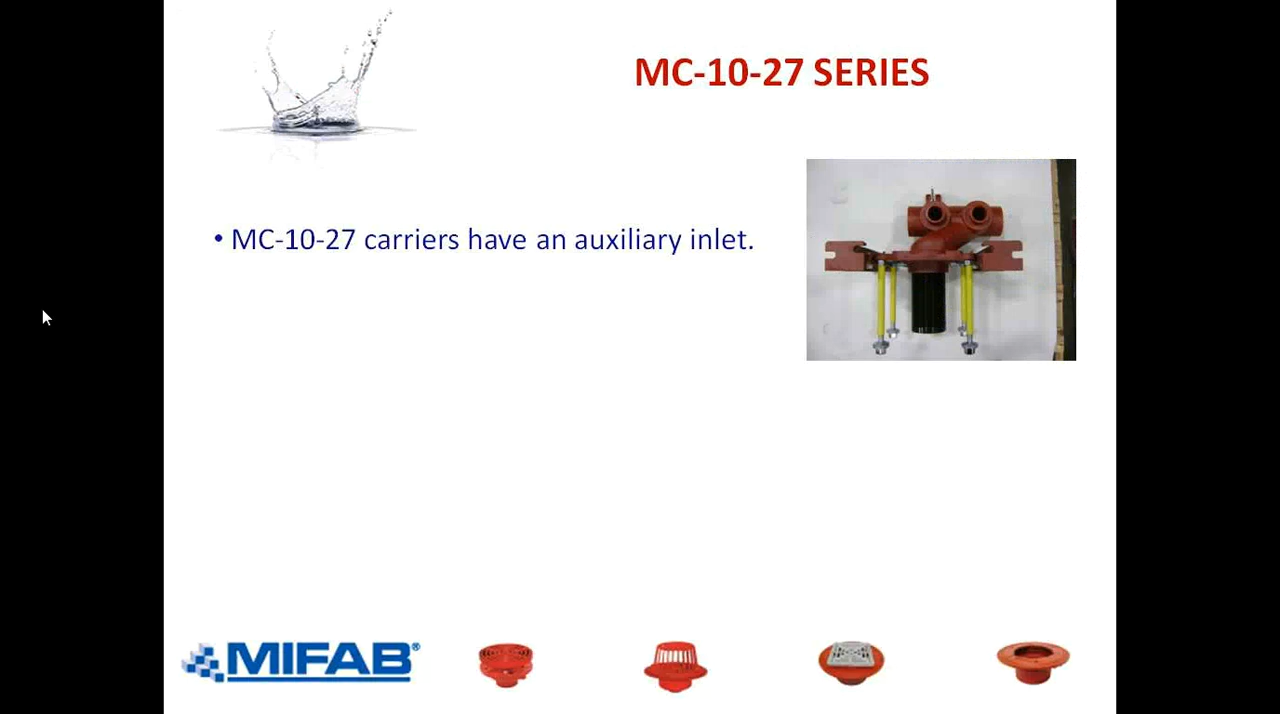 MC-10-27 SERIES
• MC-10-27 carriers have an auxiliary inlet.
MIFAB®